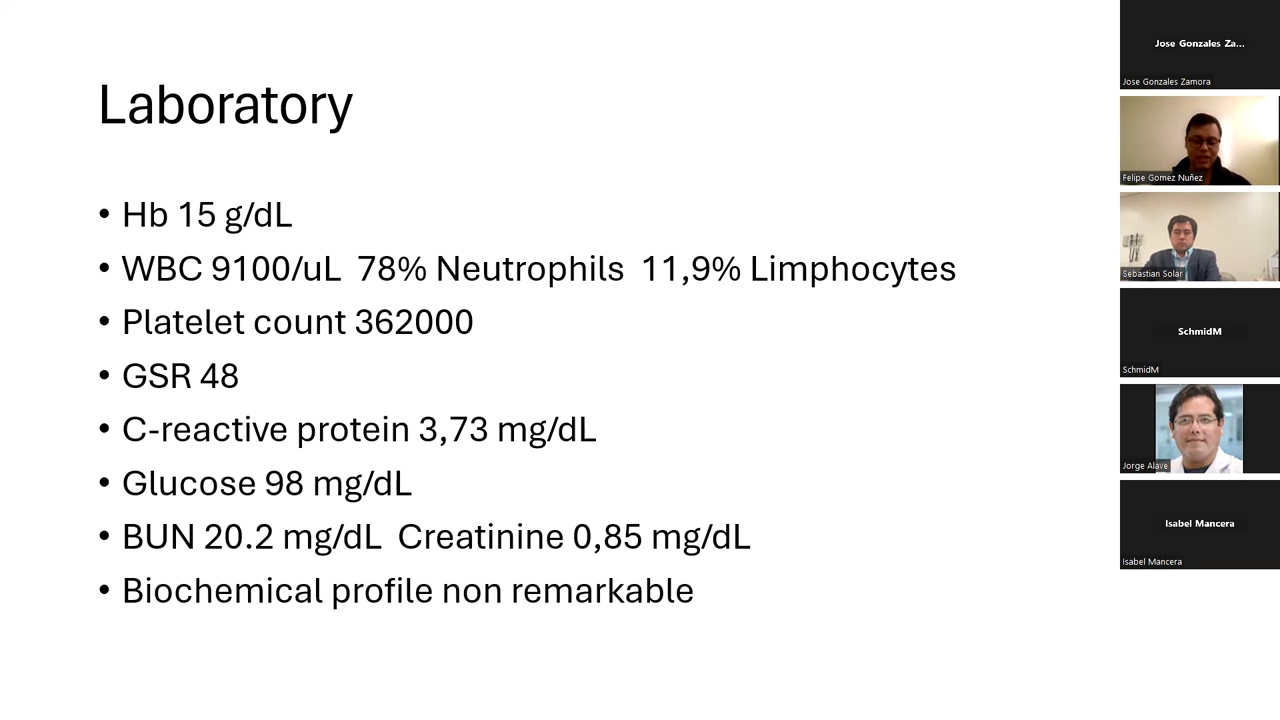 Laboratory
• Hb 15 g/dL
• WBC 9100/uL 78% Neutrophils 11,9% Limphocytes
• Platelet count 362000
• GSR 48
• C-reactive protein 3,73 mg/dL
• Glucose 98 mg/dL
• BUN 20.2 mg/dL Creatinine 0,85 mg/dL
• Biochemical profile non remarkable
Jose Gonzales Za...
Jose Gonzales Zamora
Felipe Gomez Nuñez
Sebastian Solar
SchmidM
SchmidM
Jorge Alave
Isabel Mancera
Isabel Mancera